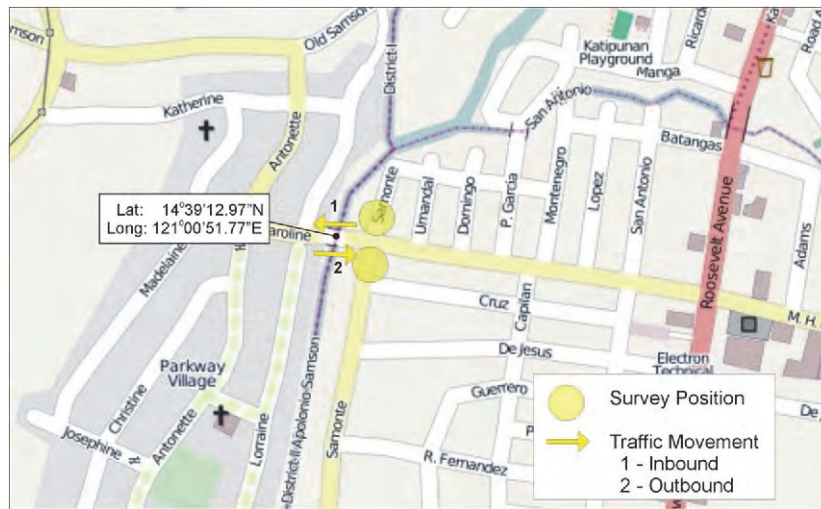 Samson
Old Samson
District-I
Katipunan
Playground
Manga
Katherine
San Antonio
Batangas
Antonette
Samonte
Umandal
Domingo
P. Garcia
Montenegro
Lopez
San Antonio
Roosevelt Avenue
Adams
Road
Lat: 14°39'12.97"N
Long: 121°00'51.77"E
1
2
aroline
Madelaine
Cruz
Capilan
M. H.
De Jesus
Electron
Technical
Parkway
Village
Guerrero
De J
Christine
Antonette
Josephine
Lorraine
District-II-Apolonio-Samson
Samonte
R. Fernandez
P
Survey Position
Traffic Movement
1 - Inbound
2 - Outbound